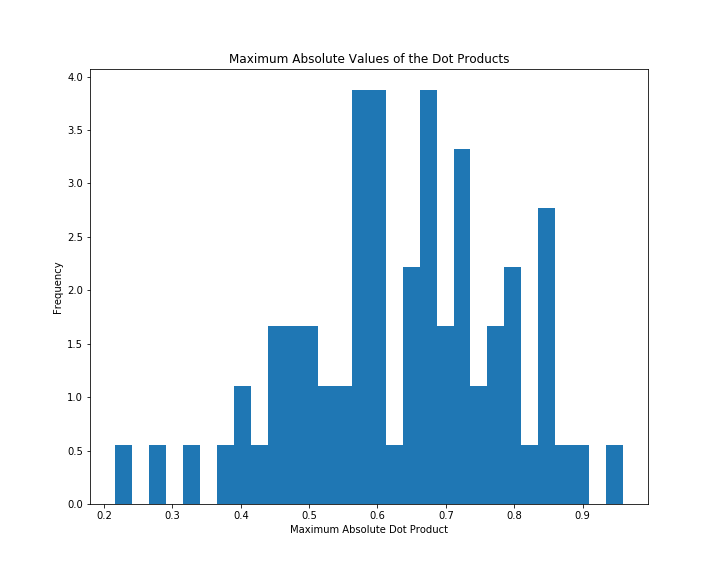 Maximum Absolute Values of the Dot Products
4.0
3.5
3.0
2.5
2.0
1.5
1.0
0.5
0.0
Frequency
0.2 0.3 0.4 0.5 0.6 0.7 0.8 0.9
Maximum Absolute Dot Product